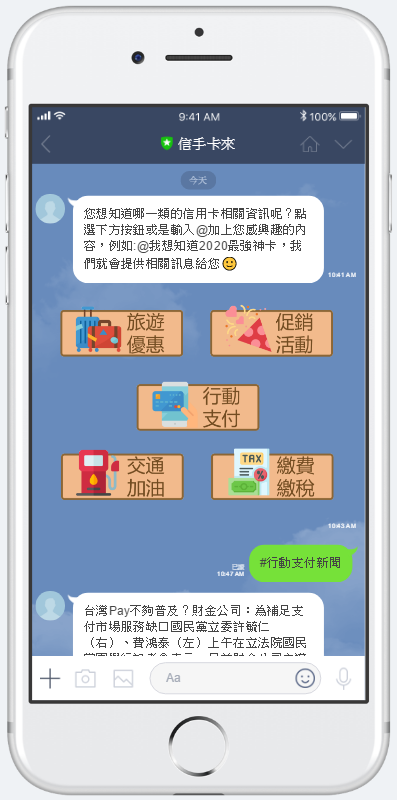 9:41 AM
100%
信手卡來
今天
您想知道哪一類的信用卡相關資訊呢？點
選下方按鈕或是輸入@加上您感興趣的內
容，例如:@我想知道2020最強神卡，我
們就會提供相關訊息給您
10:41 AM
旅遊
優惠
促銷
活動
行動
支付
交通
加油
TAX
繳費
繳稅
10:43 AM
已讀
10:47 AM
#行動支付新聞
台灣Pay不夠普及？財金公司：為補足支
付市場服務缺口國民黨立委許毓仁
（右）、費鴻泰（左）上午在立法院國民
Aa